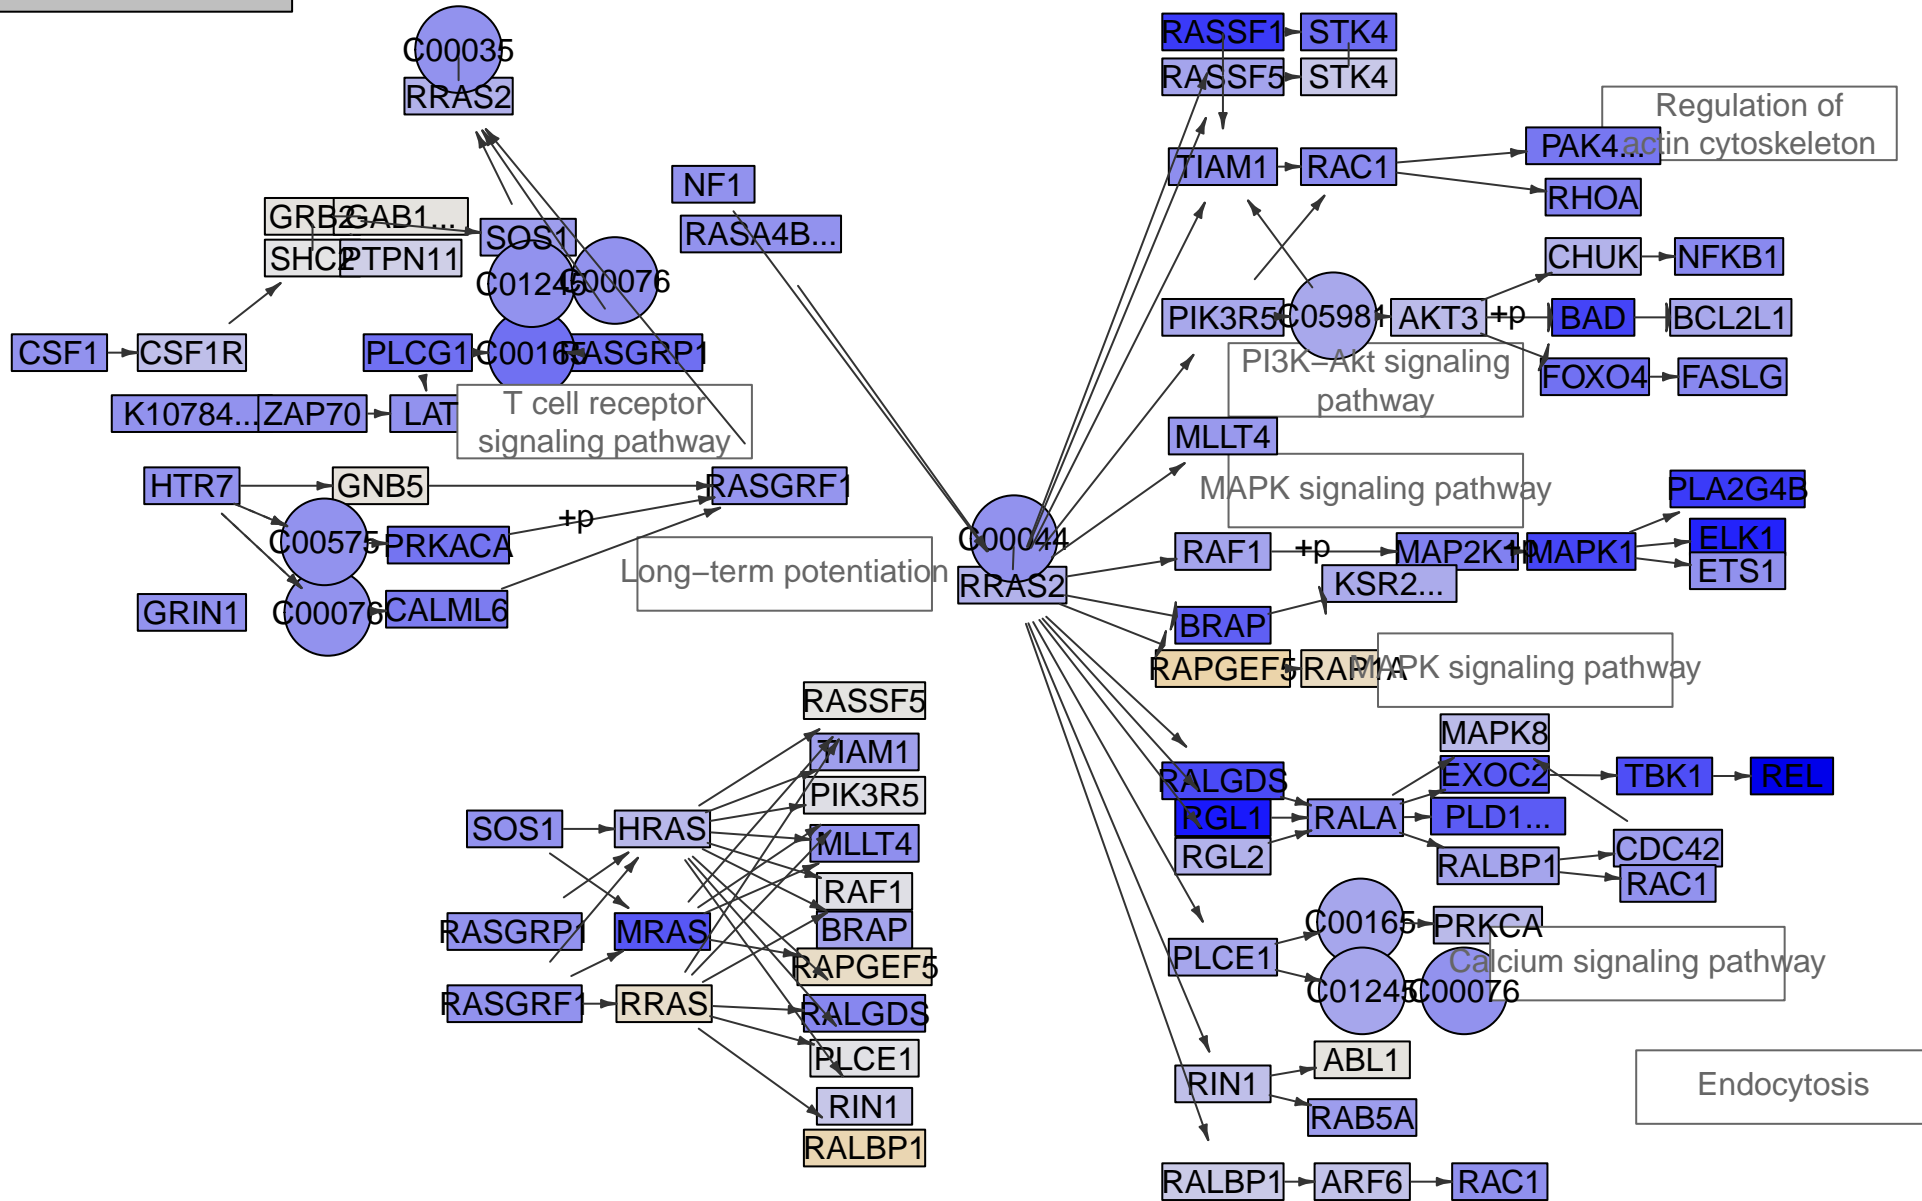 C00035
RRAS2
NF1
RASA4B...
GRB2
GAB1...
SHC2
PTPN11
SOS1
C01245
C00076
CSF1
CSF1R
PLCG1
C00165
RASGRP1
K10784...
ZAP70
LAT
T cell receptor
signaling pathway
HTR7
GNB5
RASGRF1
C00575
PRKACA
+p
GRIN1
C00076
CALML6
Long−term potentiation
C00044
RRAS2
RASSF1
STK4
RASSF5
STK4
Regulation of
actin cytoskeleton
TIAM1
RAC1
PAK4...
RHOA
CHUK
NFKB1
PIK3R5
C05981
AKT3
+p
BAD
BCL2L1
FOXO4
FASLG
PI3K−Akt signaling
pathway
MLLT4
MAPK signaling pathway
PLA2G4B
RAF1
+p
MAP2K1
+p
MAPK1
ELK1
ETS1
KSR2...
BRAP
RAPGEF5
RAP1A
MAPK signaling pathway
MAPK8
RALGDS
EXOC2
TBK1
REL
RGL1
RALA
PLD1...
RGL2
RALBP1
CDC42
RAC1
C00165
PRKCA
PLCE1
Calcium signaling pathway
C01245
C00076
RIN1
ABL1
RAB5A
Endocytosis
RALBP1
ARF6
RAC1
RASSF5
TIAM1
PIK3R5
SOS1
HRAS
MLLT4
RAF1
RASGRP1
MRAS
BRAP
RAPGEF5
RASGRF1
RRAS
RALGDS
PLCE1
RIN1
RALBP1